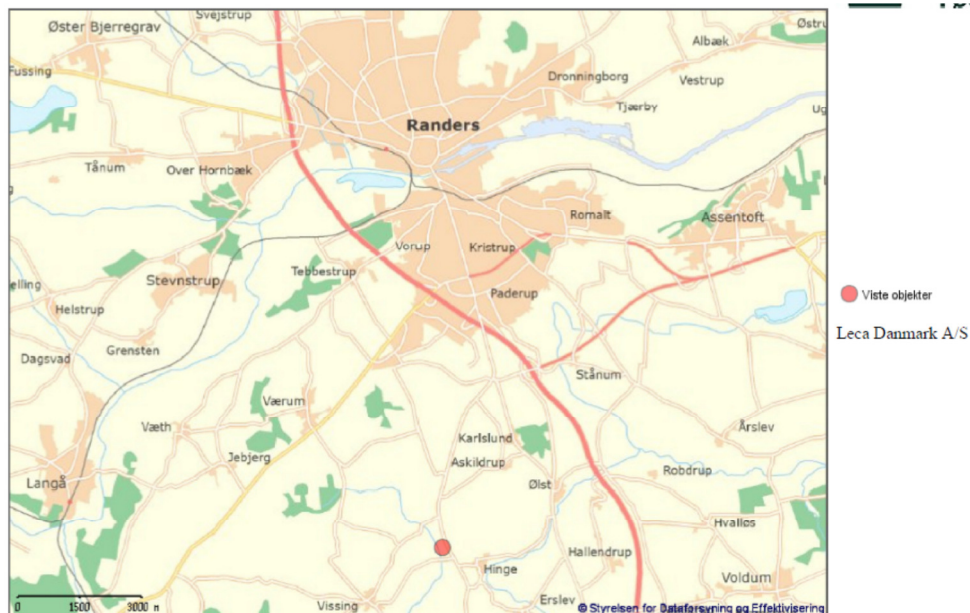 Svejstrup
Øster Bjerregrav
Albæk
Fussing
Dronningborg
Vestrup
Tjærby
Randers
Tånum
Over Hornbæk
Romalt
Assentoft
Vorup
Kristrup
Tebbestrup
Stevnstrup
Paderup
Viste objekter
Helstrup
Leca Danmark A/S
Grensten
Dagsvad
Stånum
Værum
Væth
Årslev
Karlslund
Jebjerg
Askildrup
Robdrup
Langå
Ølst
Hvalløs
Hallendrup
Hinge
Voldum
Vissing
Erslev
0 1500 3000 m
© Styrelsen for Dataforsyning og Effektivisering